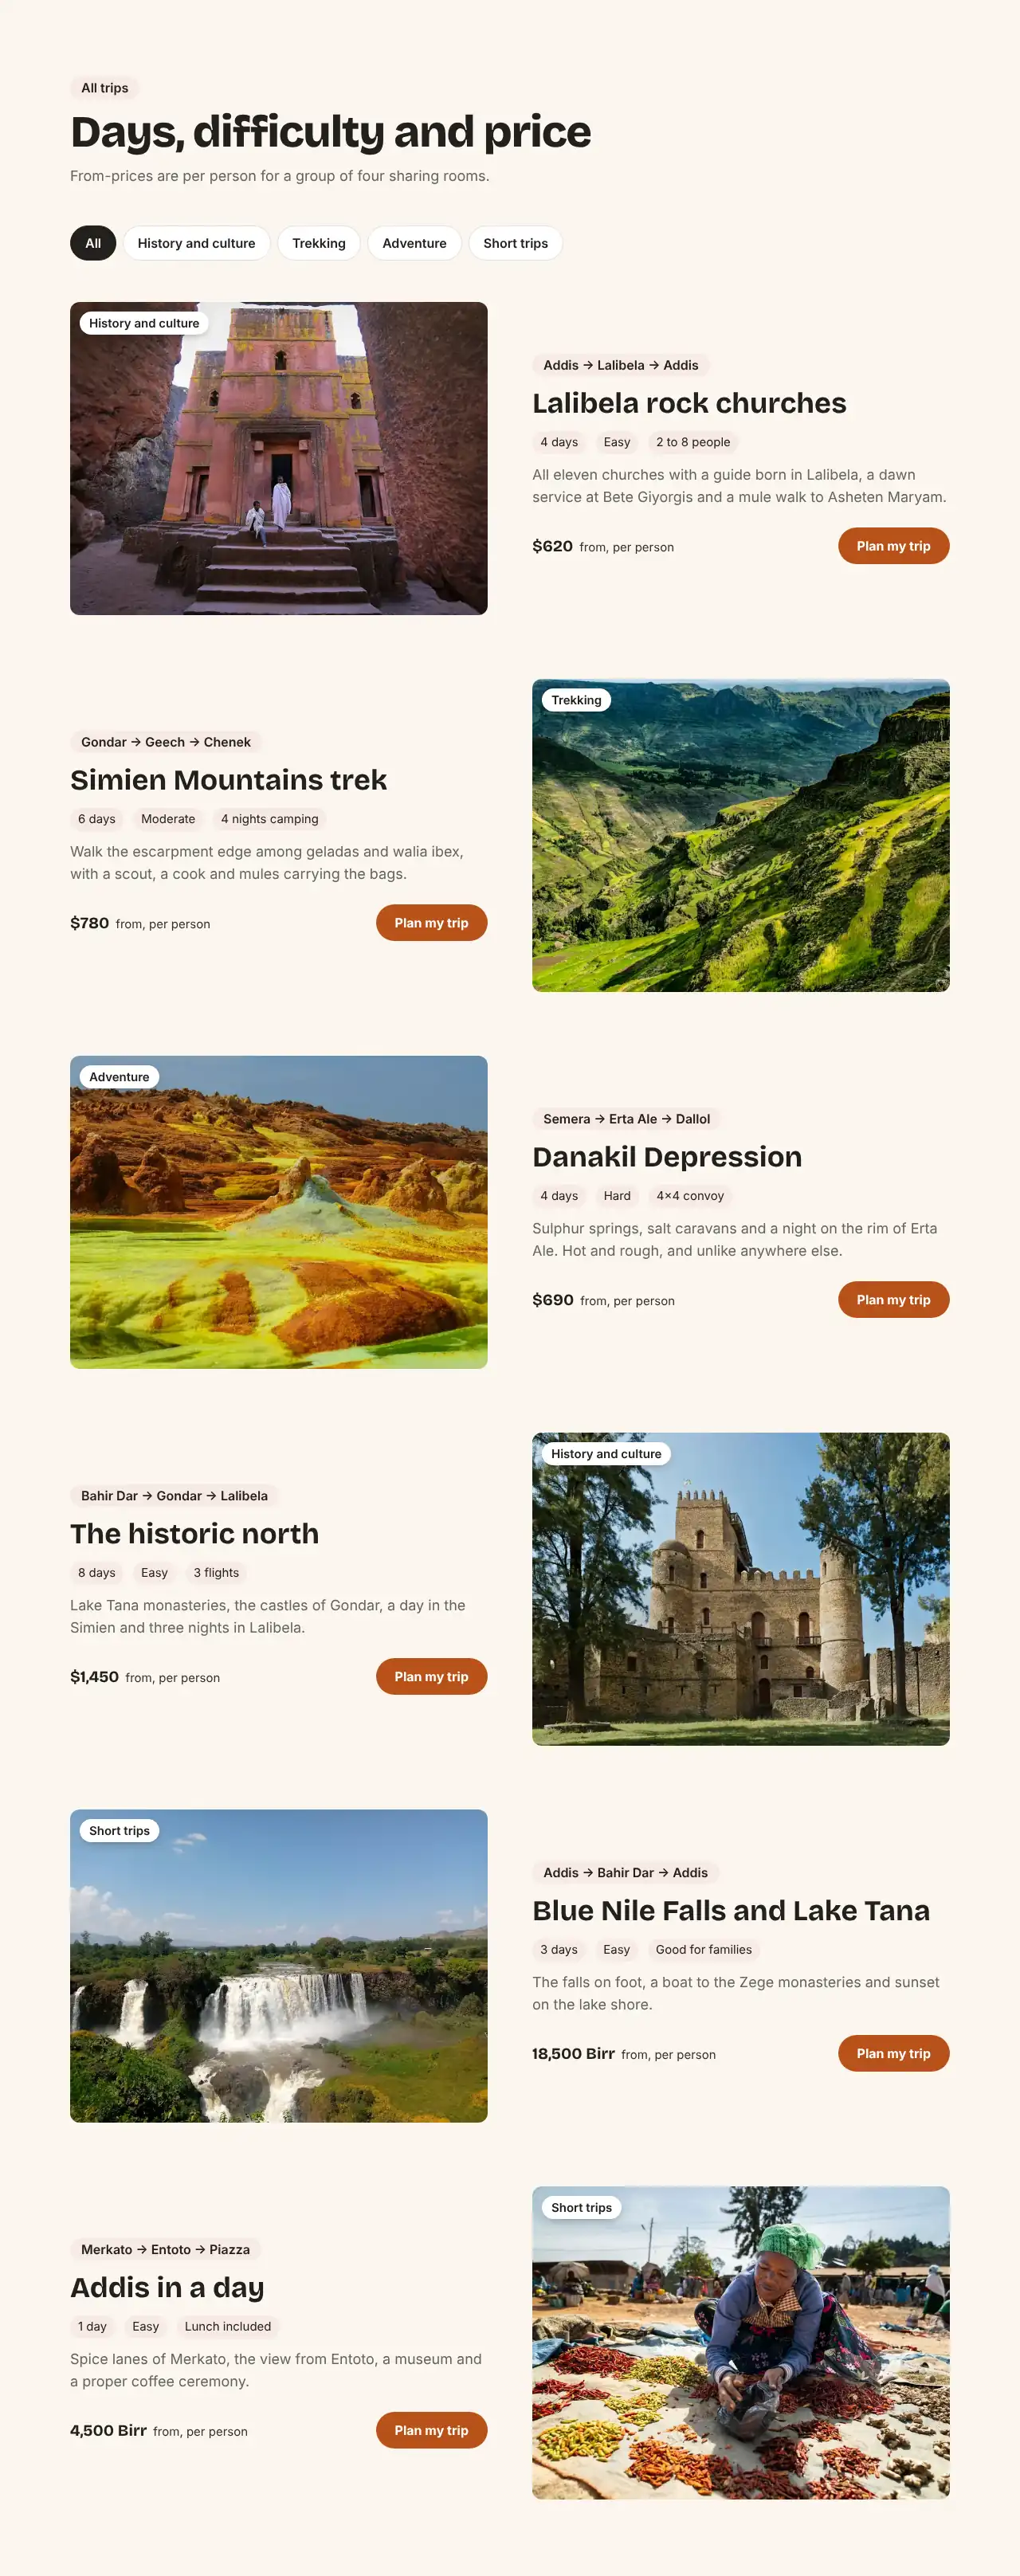 All trips
Days, difficulty and price
From-prices are per person for a group of four sharing rooms.
All
History and culture
Trekking
Adventure
Short trips
History and culture
Addis → Lalibela → Addis
Lalibela rock churches
4 days
Easy
2 to 8 people
All eleven churches with a guide born in Lalibela, a dawn
service at Bete Giyorgis and a mule walk to Asheten Maryam.
$620 from, per person
Plan my trip
Trekking
Gondar → Geech → Chenek
Simien Mountains trek
6 days
Moderate
4 nights camping
Walk the escarpment edge among geladas and walia ibex,
with a scout, a cook and mules carrying the bags.
$780 from, per person
Plan my trip
Adventure
Semera → Erta Ale → Dallol
Danakil Depression
4 days
Hard
4×4 convoy
Sulphur springs, salt caravans and a night on the rim of Erta
Ale. Hot and rough, and unlike anywhere else.
$690 from, per person
Plan my trip
History and culture
Bahir Dar → Gondar → Lalibela
The historic north
8 days
Easy
3 flights
Lake Tana monasteries, the castles of Gondar, a day in the
Simien and three nights in Lalibela.
$1,450 from, per person
Plan my trip
Short trips
Addis → Bahir Dar → Addis
Blue Nile Falls and Lake Tana
3 days
Easy
Good for families
The falls on foot, a boat to the Zege monasteries and sunset
on the lake shore.
18,500 Birr from, per person
Plan my trip
Short trips
Merkato → Entoto → Piazza
Addis in a day
1 day
Easy
Lunch included
Spice lanes of Merkato, the view from Entoto, a museum and
a proper coffee ceremony.
4,500 Birr from, per person
Plan my trip